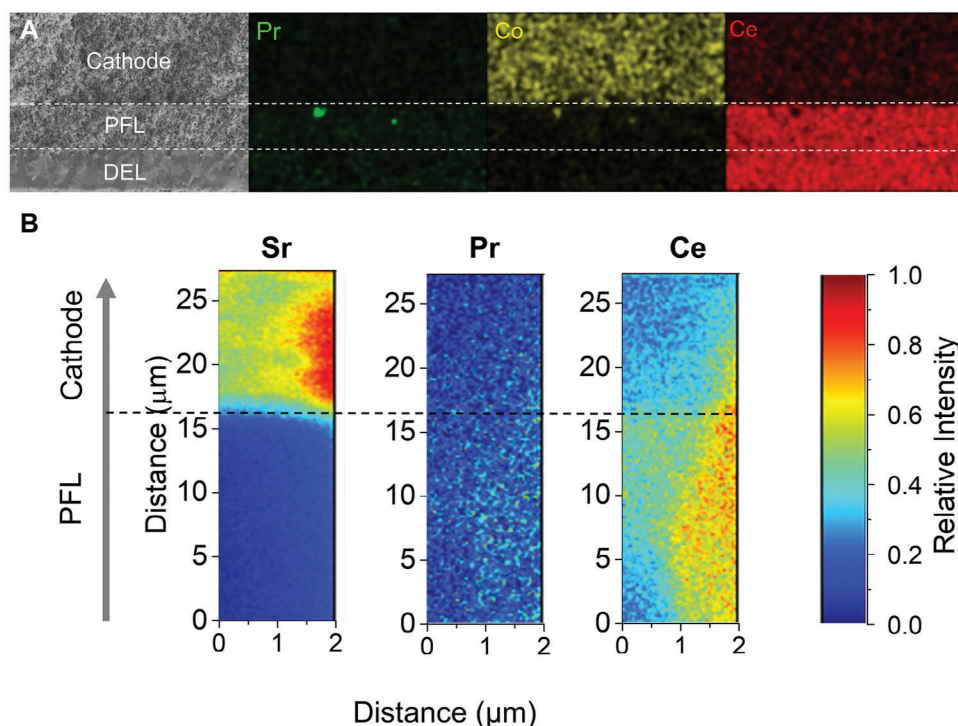 A
Cathode
PFL
DEL
Pr
Co
Ce
B
Sr
Pr
Ce
Cathode
PFL
Distance (μm)
25
20
15
10
5
0
0 1 2
25
20
15
10
5
0
0 1 2
25
20
15
10
5
0
0 1 2
1.0
0.8
0.6
0.4
0.2
0.0
Relative Intensity
Distance (μm)